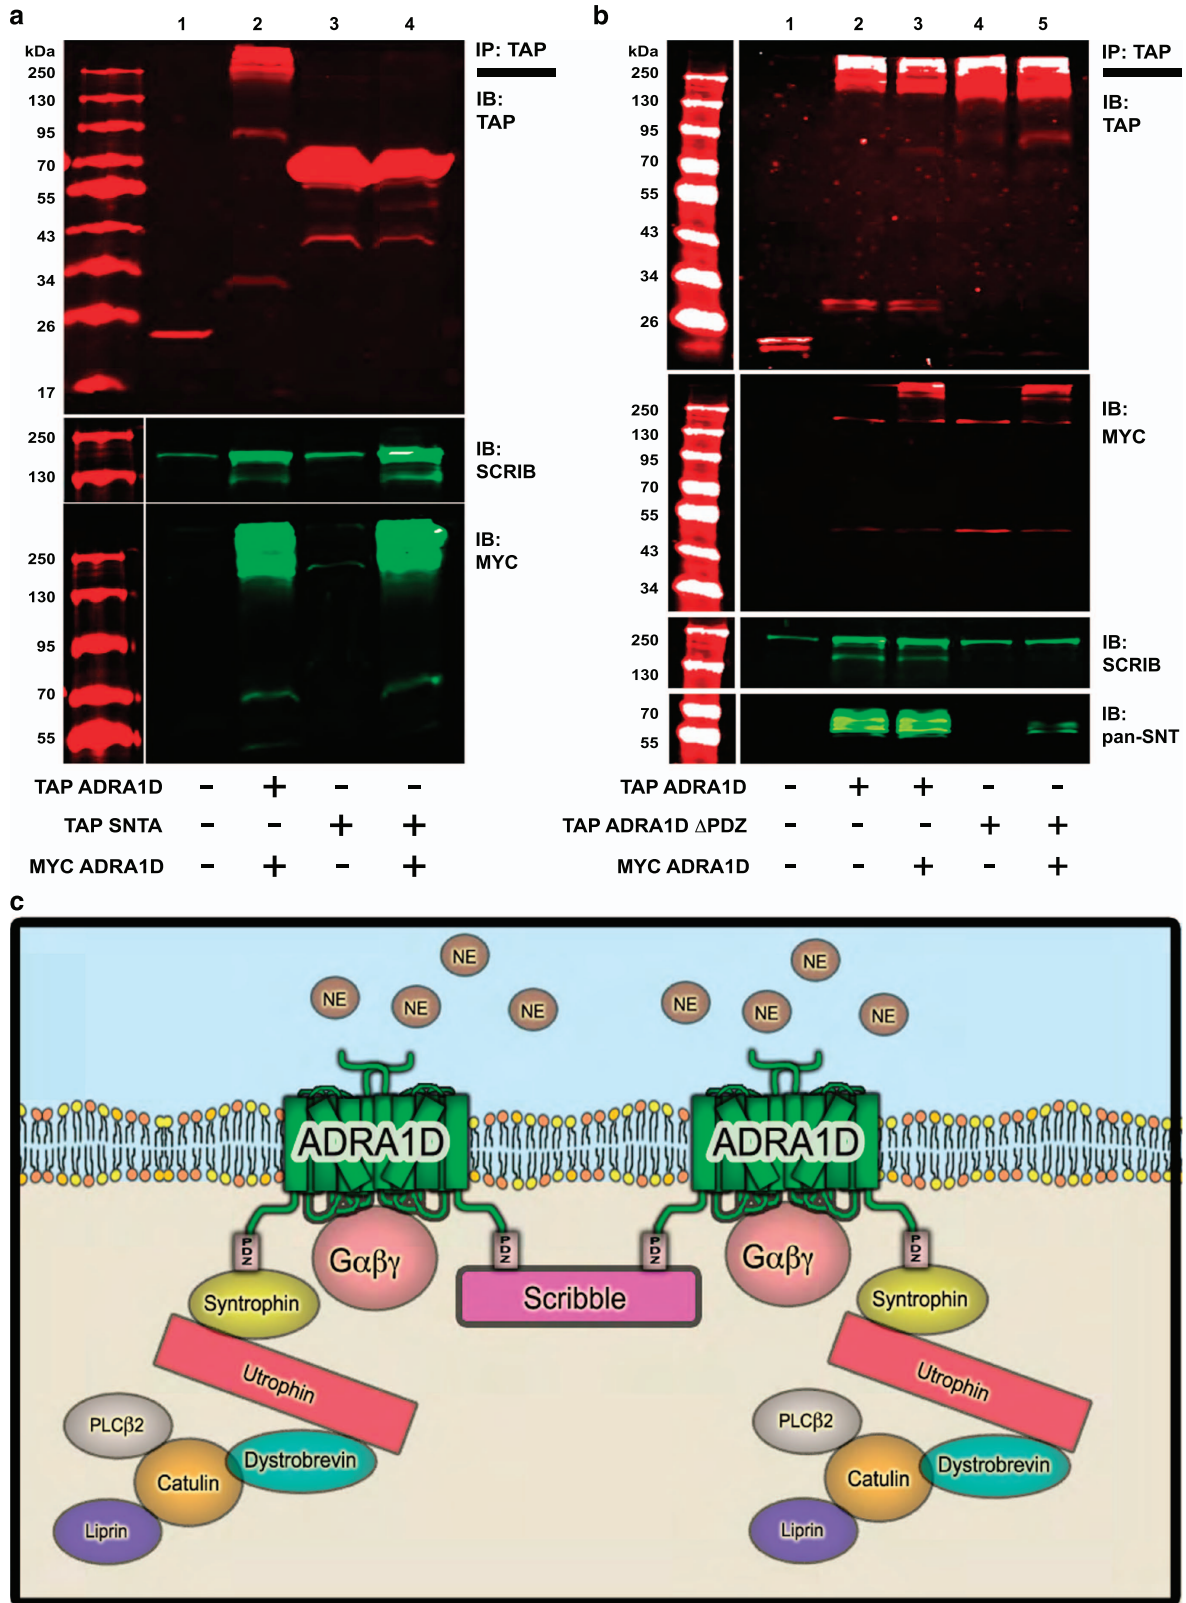 a
1 2 3 4
kDa
250
130
95
70
55
43
34
26
17
IP: TAP
IB:
TAP
250
130
IB:
SCRIB
250
130
95
70
55
IB:
MYC
TAP ADRA1D - + - -
TAP SNTA - - + +
MYC ADRA1D - + - +
b
1 2 3 4 5
kDa
250
130
95
70
55
43
34
26
IP: TAP
IB:
TAP
250
130
95
70
55
43
34
IB:
MYC
250
130
IB:
SCRIB
70
55
IB:
pan-SNT
TAP ADRA1D - + + - -
TAP ADRA1D ΔPDZ - - - + +
MYC ADRA1D - - + - +
c
NE NE
NE NE NE NE NE NE
ADRA1D ADRA1D
PDZ PDZ PDZ PDZ
Gαβγ Gαβγ
Syntrophin Scribble Syntrophin
Utrophin Utrophin
PLCβ2 PLCβ2
Dystrobrevin Dystrobrevin
Catulin Catulin
Liprin Liprin